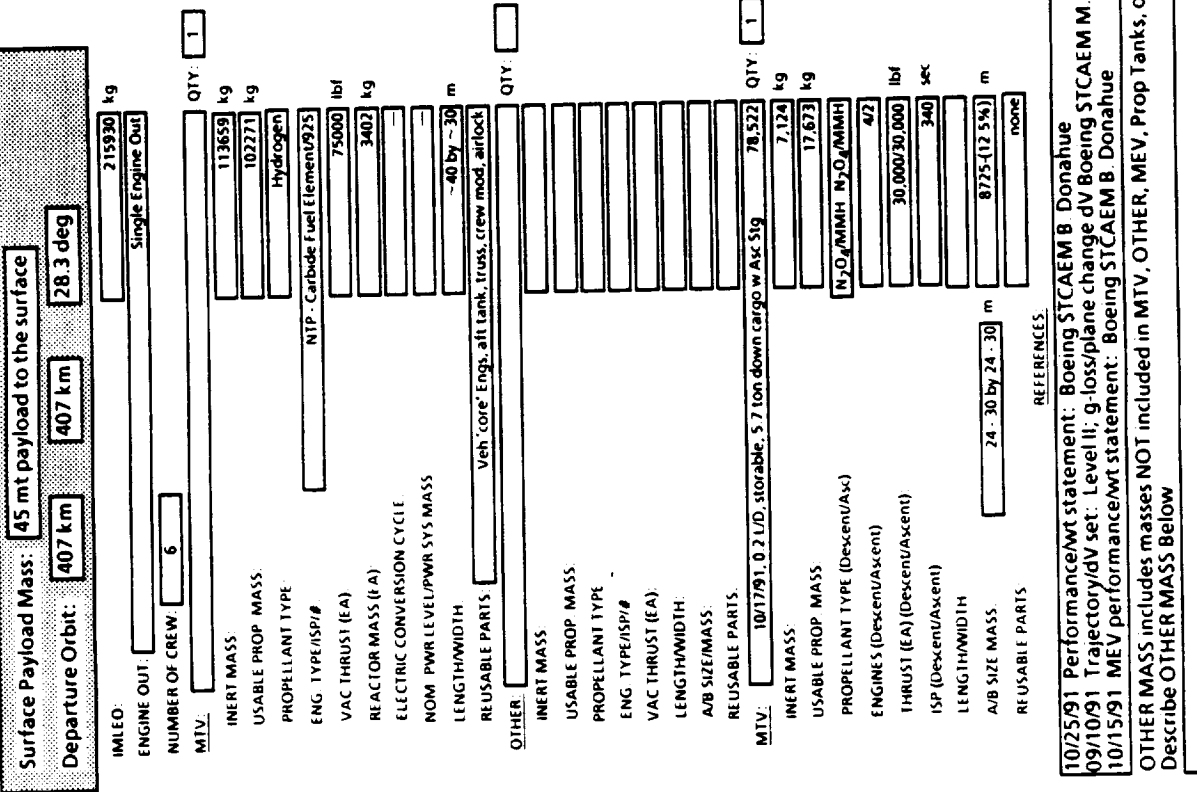 Surface Payload Mass: 45 mt payload to the surface
Departure Orbit: 407 km 407 km 28.3 deg
IMLEO: 215930 kg
ENGINE OUT: Single Engine Out
NUMBER OF CREW: 6
MTV: QTY: 1
INERT MASS: 113659 kg
USABLE PROP MASS: 102271 kg
PROPELLANT TYPE: Hydrogen
ENG TYPE/ISP/#: NTP - Carbide Fuel Element/925
VAC THRUST (EA) 75000 lbf
REACTOR MASS (EA) 3402 kg
ELECTRIC CONVERSION CYCLE: —
NOM PWR LEVEL/PWR SYS MASS —
LENGTH/WIDTH ~40 by ~30 m
REUSABLE PARTS: Veh 'core' Engs, aft tank, truss, crew mod, airlock
OTHER: QTY:
INERT MASS:
USABLE PROP MASS:
PROPELLANT TYPE
ENG TYPE/ISP/#
VAC THRUST (EA):
LENGTH/WIDTH:
A/B SIZE/MASS:
REUSABLE PARTS:
MTV: 10/17/91, 0.2 L/D, storable, 5.7 ton down cargo w Asc Stg 78,522 QTY: 1
INERT MASS: 7,124 kg
USABLE PROP MASS 17,673 kg
PROPELLANT TYPE (Descent/Asc) N2O4/MMH N2O4/MMH
ENGINES (Descent/Ascent) 4/2
THRUST (EA) (Descent/Ascent) 30,000/30,000 lbf
ISP (Descent/Ascent) 340 sec
LENGTH/WIDTH
A/B SIZE MASS: 24 - 30 by 24 - 30 m 8725-(12 5%) m
REUSABLE PARTS none
REFERENCES:
10/25/91 Performance/wt statement: Boeing STCAEM B Donahue
09/10/91 Trajectory/dV set: Level II; g-loss/plane change dV Boeing STCAEM M.
10/15/91 MEV performance/wt statement: Boeing STCAEM B. Donahue
OTHER MASS includes masses NOT included in MTV, OTHER, MEV, Prop Tanks, o
Describe OTHER MASS Below